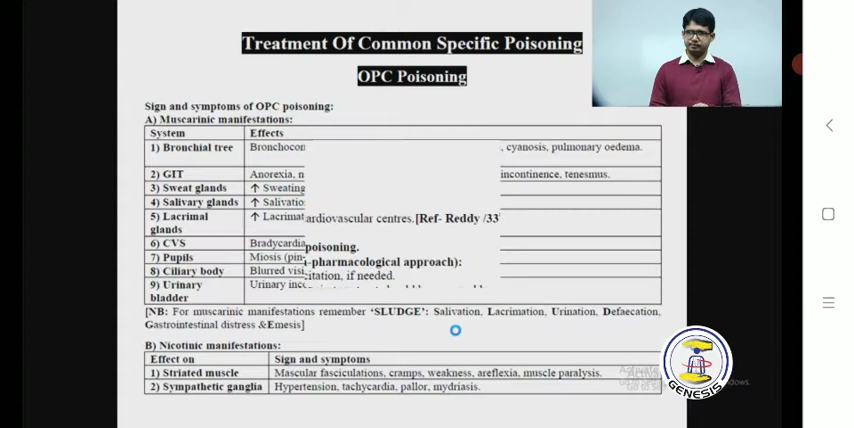 Treatment Of Common Specific Poisoning
OPC Poisoning
Sign and symptoms of OPC poisoning:
A) Muscarinic manifestations:
System Effects
1) Bronchial tree Bronchocon , cyanosis, pulmonary oedema.
2) GIT Anorexia, n incontinence, tenesmus.
3) Sweat glands ↑ Sweating
4) Salivary glands ↑ Salivatio
5) Lacrimal glands ↑ Lacrimat
ardiovascular centres.[Ref- Reddy /33
6) CVS Bradycardia
poisoning.
7) Pupils Miosis (pin-
-pharmacological approach):
8) Ciliary body Blurred visi
citation, if needed.
9) Urinary bladder Urinary inco
[NB: For muscarinic manifestations remember ‘SLUDGE’: Salivation, Lacrimation, Urination, Defaecation,
Gastrointestinal distress &Emesis]
B) Nicotinic manifestations:
Effect on Sign and symptoms
1) Striated muscle Mascular fasciculations, cramps, weakness, areflexia, muscle paralysis.
2) Sympathetic ganglia Hypertension, tachycardia, pallor, mydriasis.
GENESIS